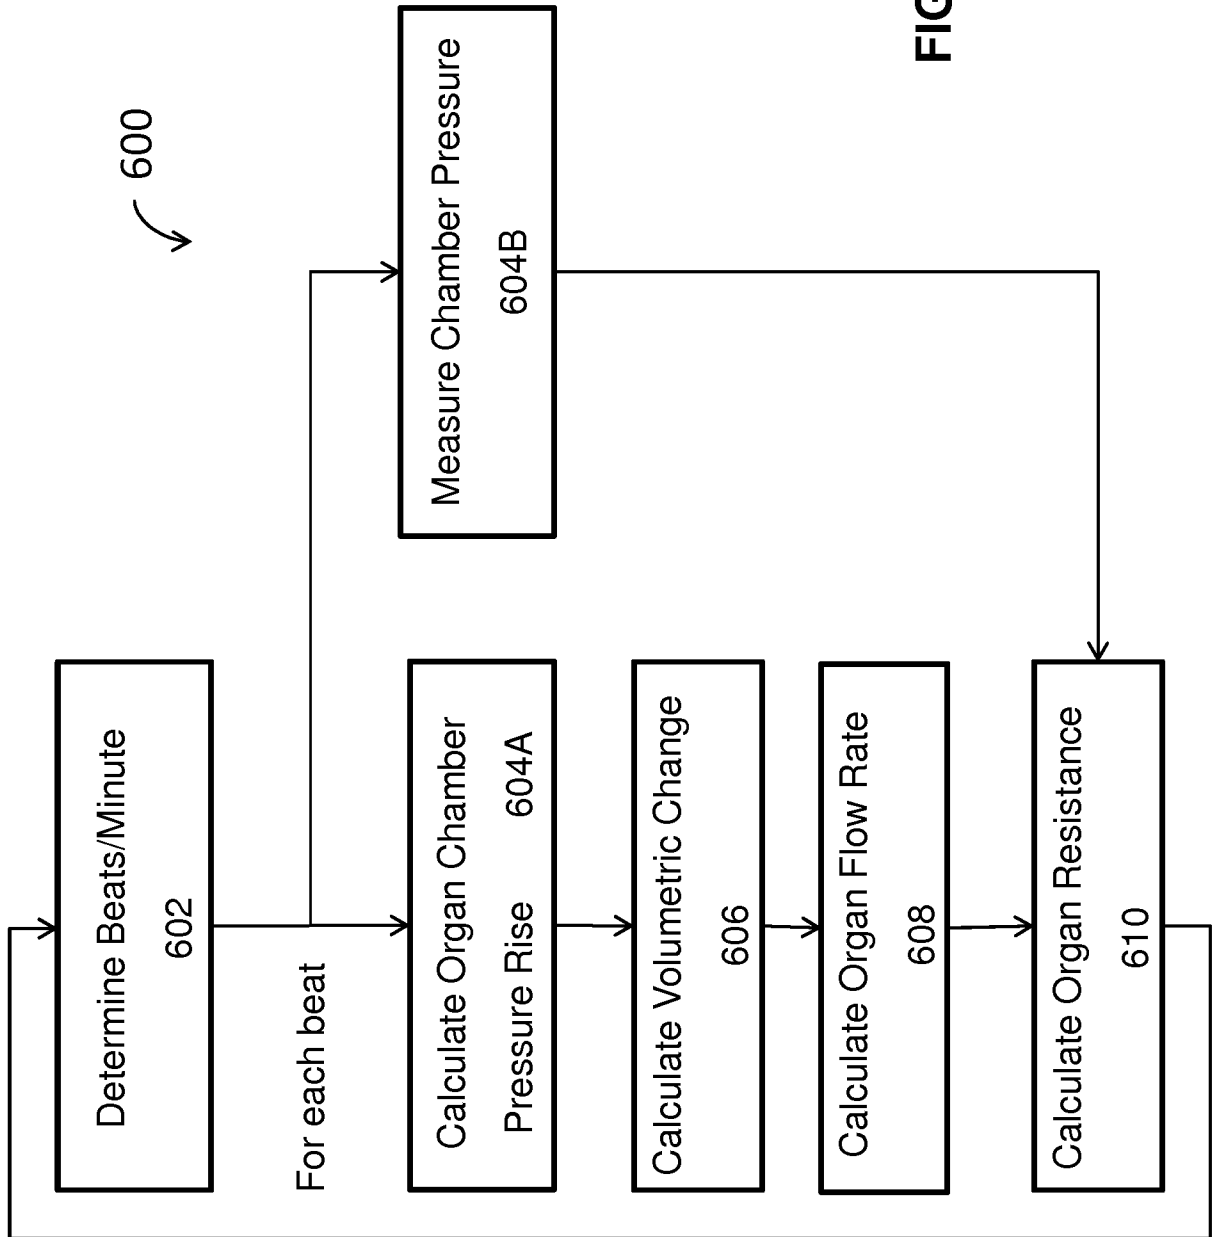 600
Determine Beats/Minute
602
For each beat
Calculate Organ Chamber
Pressure Rise 604A
Measure Chamber Pressure
604B
Calculate Volumetric Change
606
Calculate Organ Flow Rate
608
Calculate Organ Resistance
610
FIG